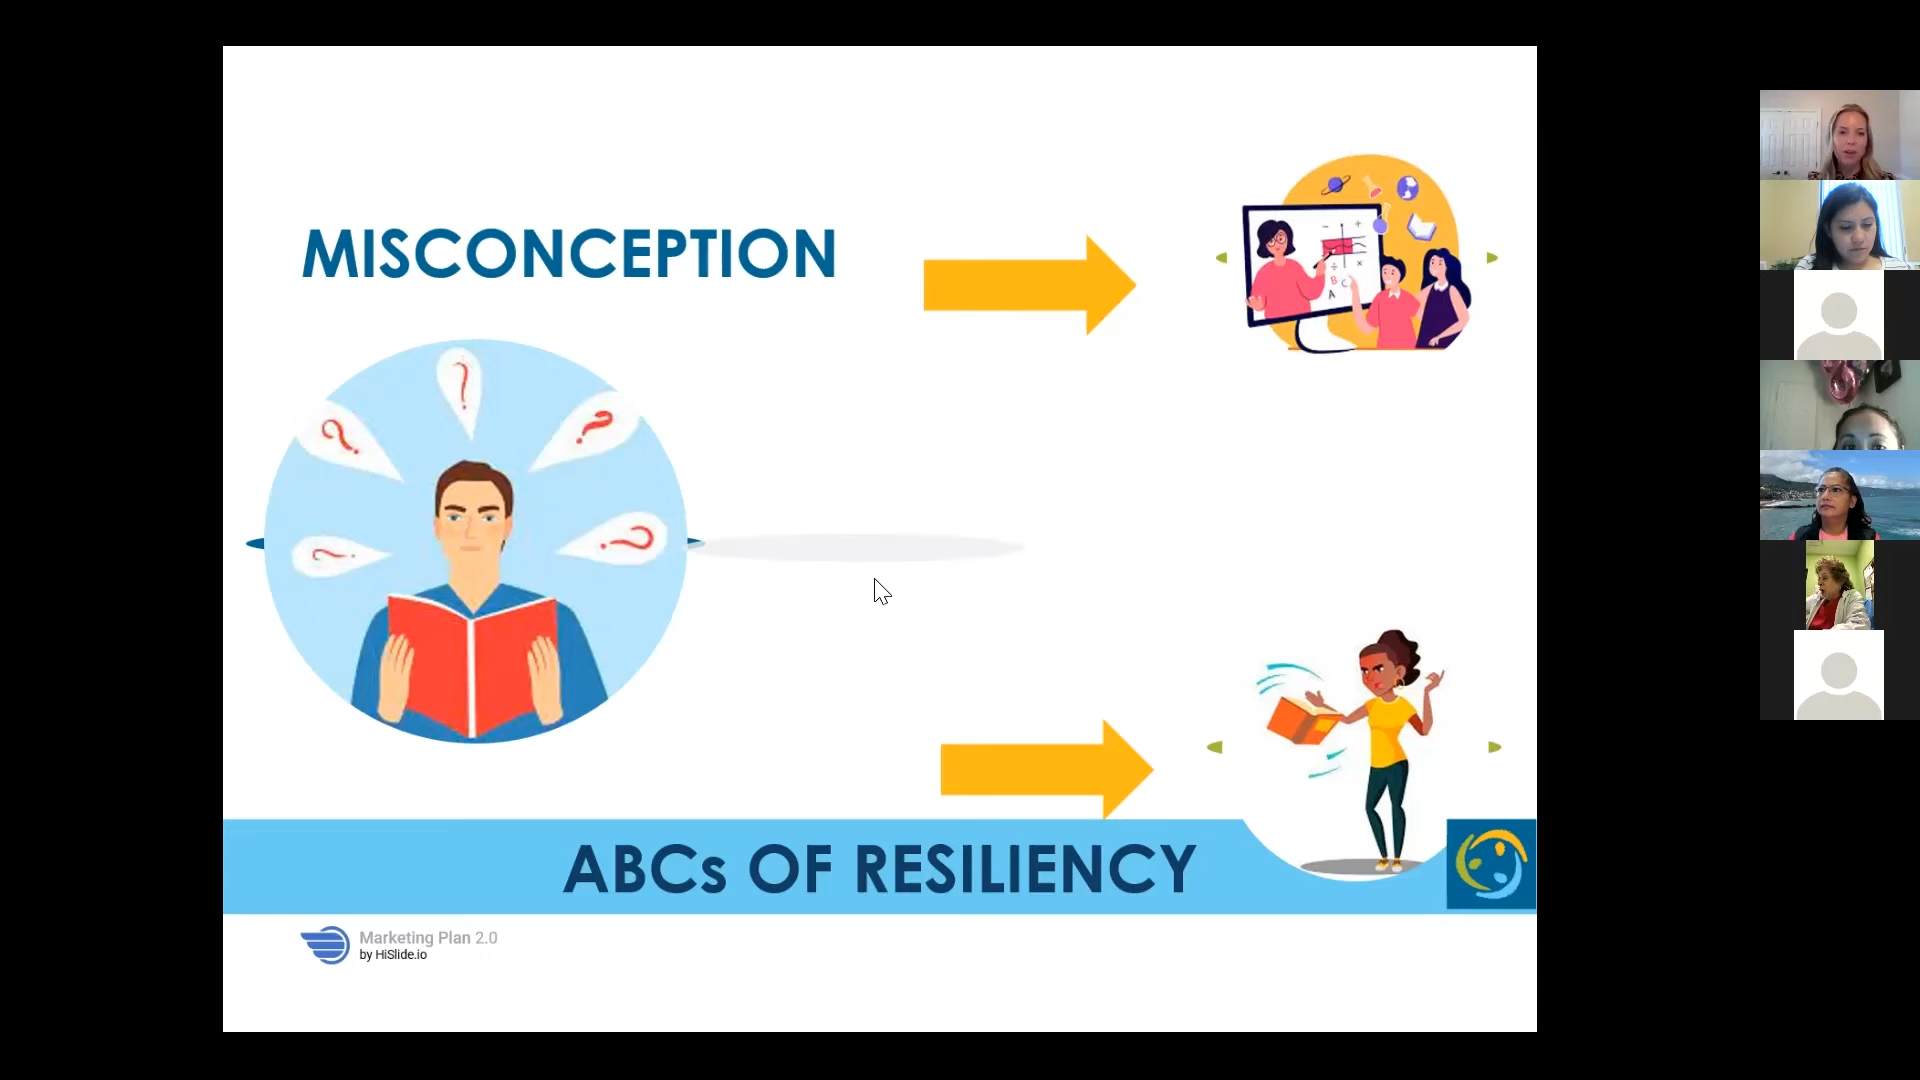 MISCONCEPTION
? ? ? ? ?
B C
A
ABCs OF RESILIENCY
Marketing Plan 2.0
by HiSlide.io